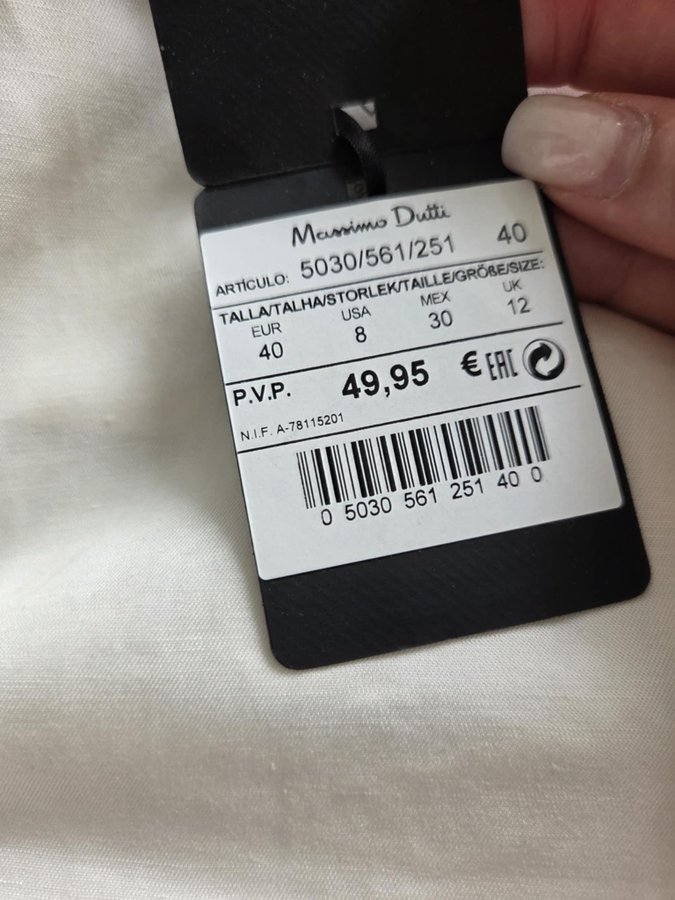 Massimo Dutti
ARTÍCULO: 5030/561/251 40
TALLA/TALHA/STORLEK/TAILLE/GRÖßE/SIZE:
EUR USA MEX UK
40 8 30 12
P.V.P. 49,95 € EAC
N.I.F. A-78115201
0 5030 561 251 40 0